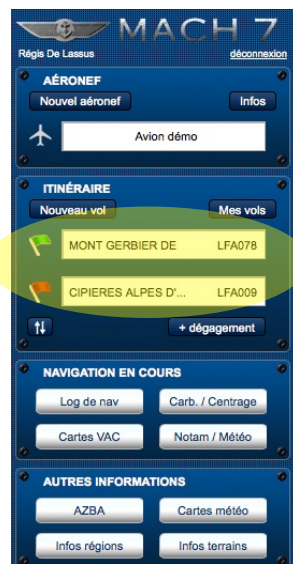 MACH 7
Régis De Lassus déconnexion
AÉRONEF
Nouvel aéronef Infos
Avion démo
ITINÉRAIRE
Nouveau vol Mes vols
MONT GERBIER DE LFA078
CIPIERES ALPES D'... LFA009
+ dégagement
NAVIGATION EN COURS
Log de nav Carb. / Centrage
Cartes VAC Notam / Météo
AUTRES INFORMATIONS
AZBA Cartes météo
Infos régions Infos terrains